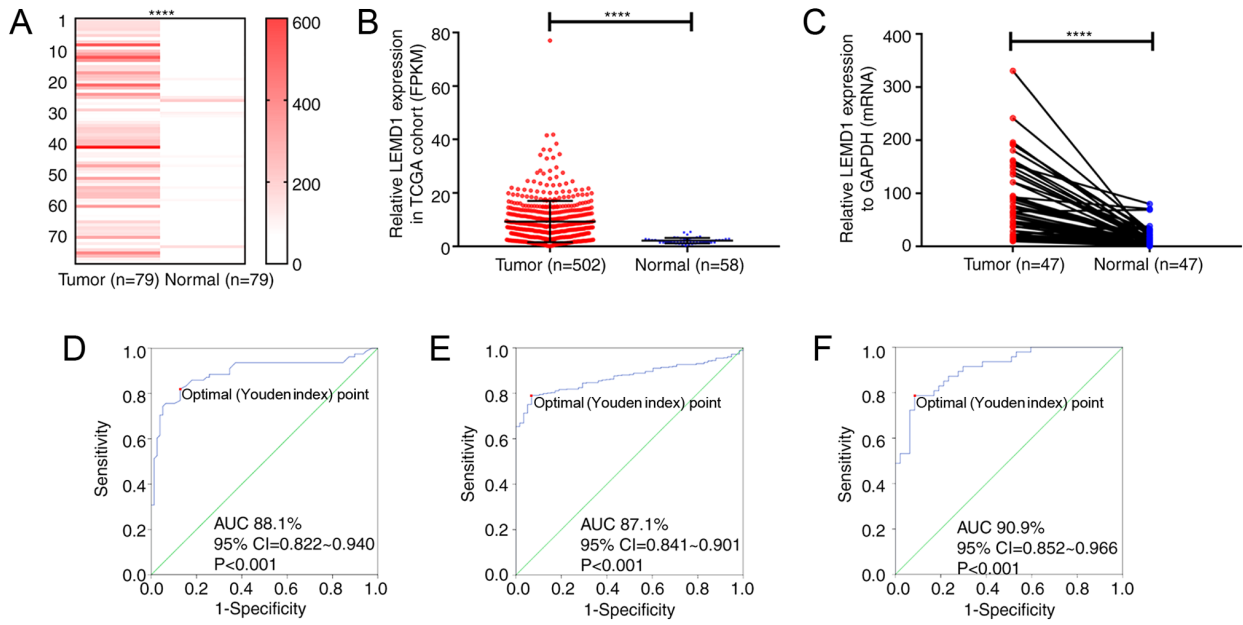 A
****
1
10
20
30
40
50
60
70
600
400
200
0
Tumor (n=79) Normal (n=79)
B
****
Relative LEMD1 expression
in TCGA cohort (FPKM)
80
60
40
20
0
Tumor (n=502) Normal (n=58)
C
****
Relative LEMD1 expression
to GAPDH (mRNA)
400
300
200
100
0
Tumor (n=47) Normal (n=47)
D
Sensitivity
1.0
0.8
0.6
0.4
0.2
0.0
Optimal (Youden index) point
AUC 88.1%
95% CI=0.822~0.940
P<0.001
0.0 0.2 0.4 0.6 0.8 1.0
1-Specificity
E
Sensitivity
1.0
0.8
0.6
0.4
0.2
0.0
Optimal (Youden index) point
AUC 87.1%
95% CI=0.841~0.901
P<0.001
0.0 0.2 0.4 0.6 0.8 1.0
1-Specificity
F
Sensitivity
1.0
0.8
0.6
0.4
0.2
0.0
Optimal (Youden index) point
AUC 90.9%
95% CI=0.852~0.966
P<0.001
0.0 0.2 0.4 0.6 0.8 1.0
1-Specificity